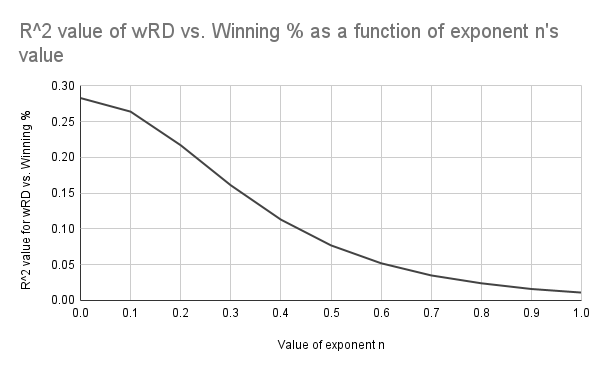 R^2 value of wRD vs. Winning % as a function of exponent n's
value
R^2 value for wRD vs. Winning %
0.30
0.25
0.20
0.15
0.10
0.05
0.00
0.0 0.1 0.2 0.3 0.4 0.5 0.6 0.7 0.8 0.9 1.0
Value of exponent n